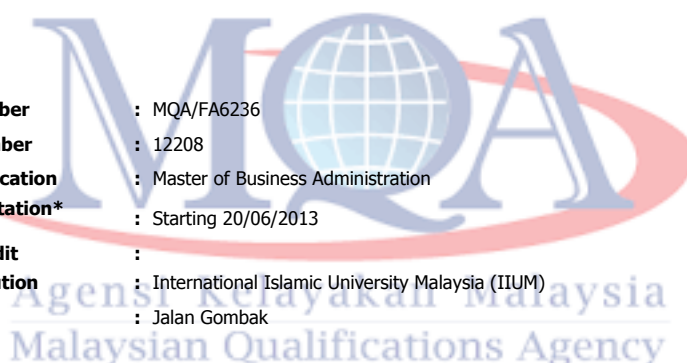 MQA
ber : MQA/FA6236
ber : 12208
cation : Master of Business Administration
tation*
: Starting 20/06/2013
dit :
ution : International Islamic University Malaysia (IIUM)
Agensi Kelayakan Malaysia
: Jalan Gombak
Malaysian Qualifications Agency